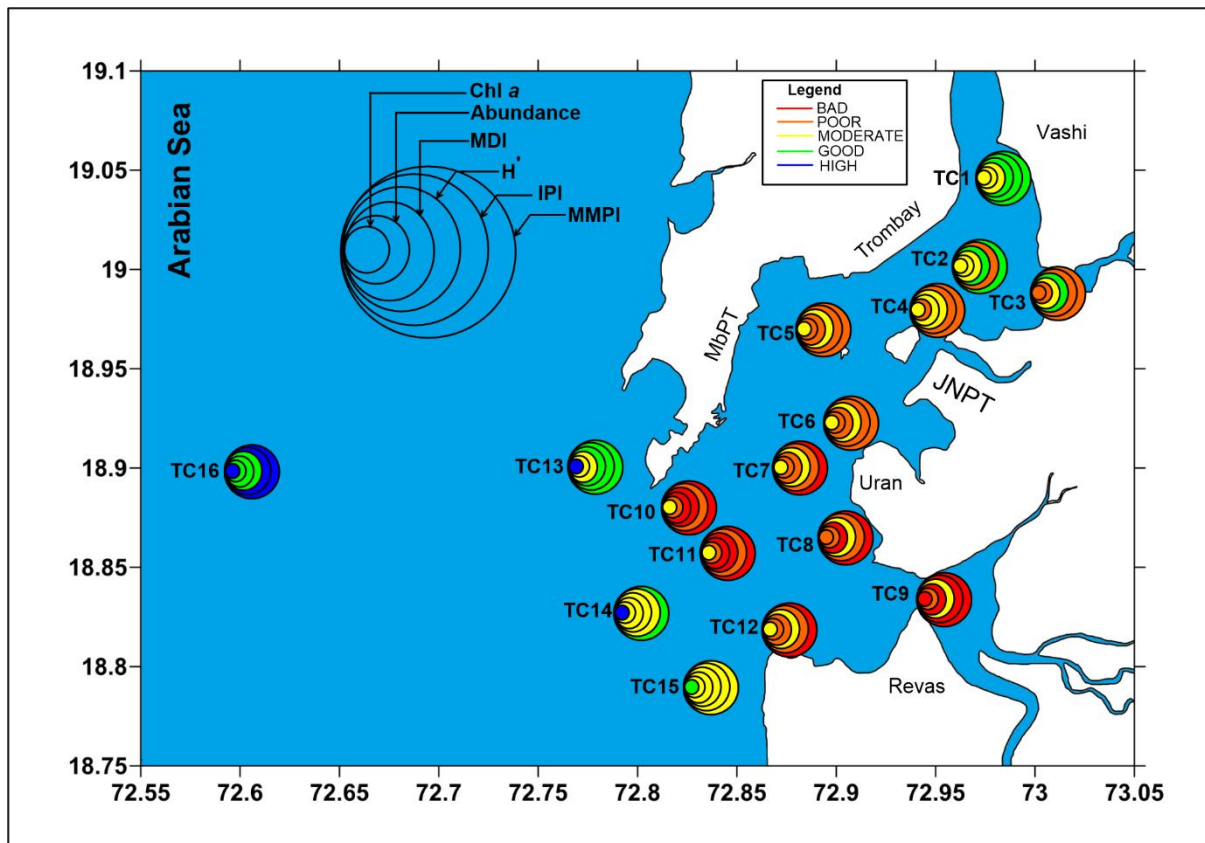 19.1
19.05
19
18.95
18.9
18.85
18.8
18.75
72.55
72.6
72.65
72.7
72.75
72.8
72.85
72.9
72.95
73
73.05
Arabian Sea
Chl a
Abundance
MDI
H'
IPI
MMPI
Legend
BAD
POOR
MODERATE
GOOD
HIGH
Vashi
Trombay
MbPT
JNPT
Uran
Revas
TC1
TC2
TC3
TC4
TC5
TC6
TC7
TC8
TC9
TC10
TC11
TC12
TC13
TC14
TC15
TC16